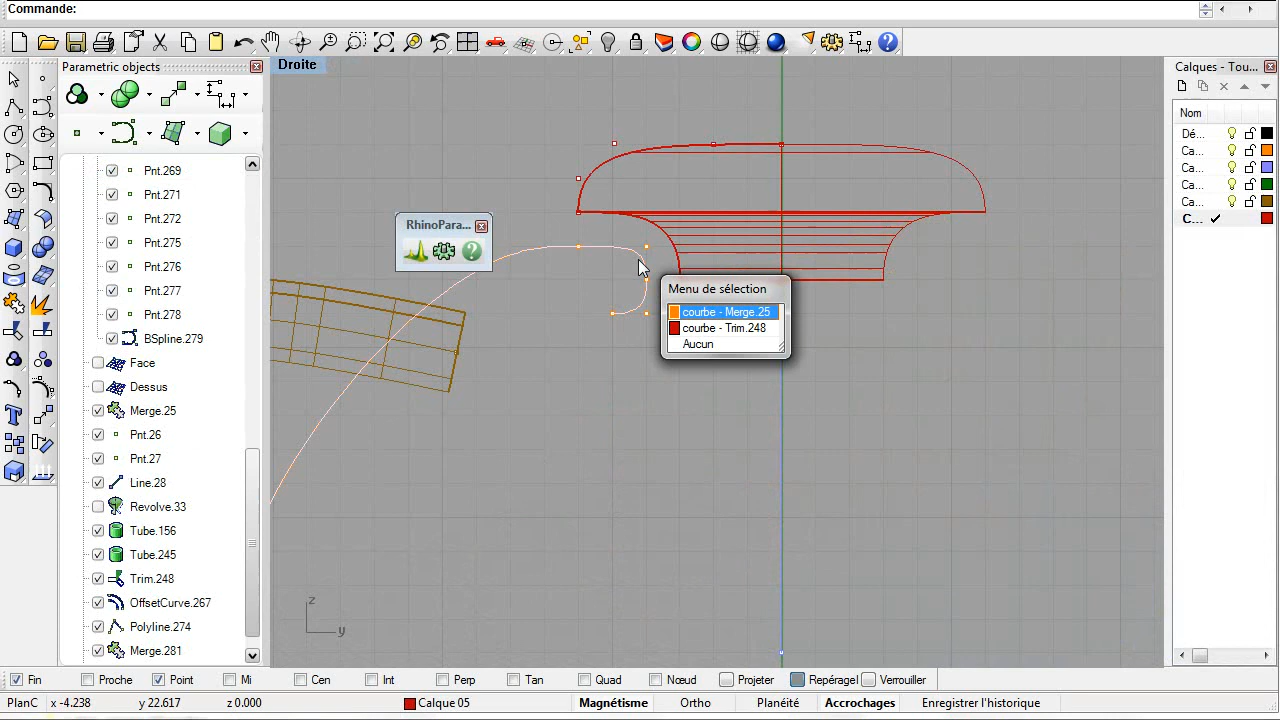 Commande:
Parametric objects
Droite
Calques - Tou...
Nom
Pnt.269
Pnt.271
Pnt.272
Pnt.275
Pnt.276
Pnt.277
Pnt.278
BSpline.279
Face
Dessus
Merge.25
Pnt.26
Pnt.27
Line.28
Revolve.33
Tube.156
Tube.245
Trim.248
OffsetCurve.267
Polyline.274
Merge.281
RhinoPara...
Menu de sélection
courbe - Merge.25
courbe - Trim.248
Aucun
Dé...
Ca...
Ca...
Ca...
Ca...
C...
z
y
Fin Proche Point Mi Cen Int Perp Tan Quad Nœud Projeter Repéragel Verrouiller
PlanC x -4.238 y 22.617 z 0.000 Calque 05 Magnétisme Ortho Planéité Accrochages Enregistrer l'historique